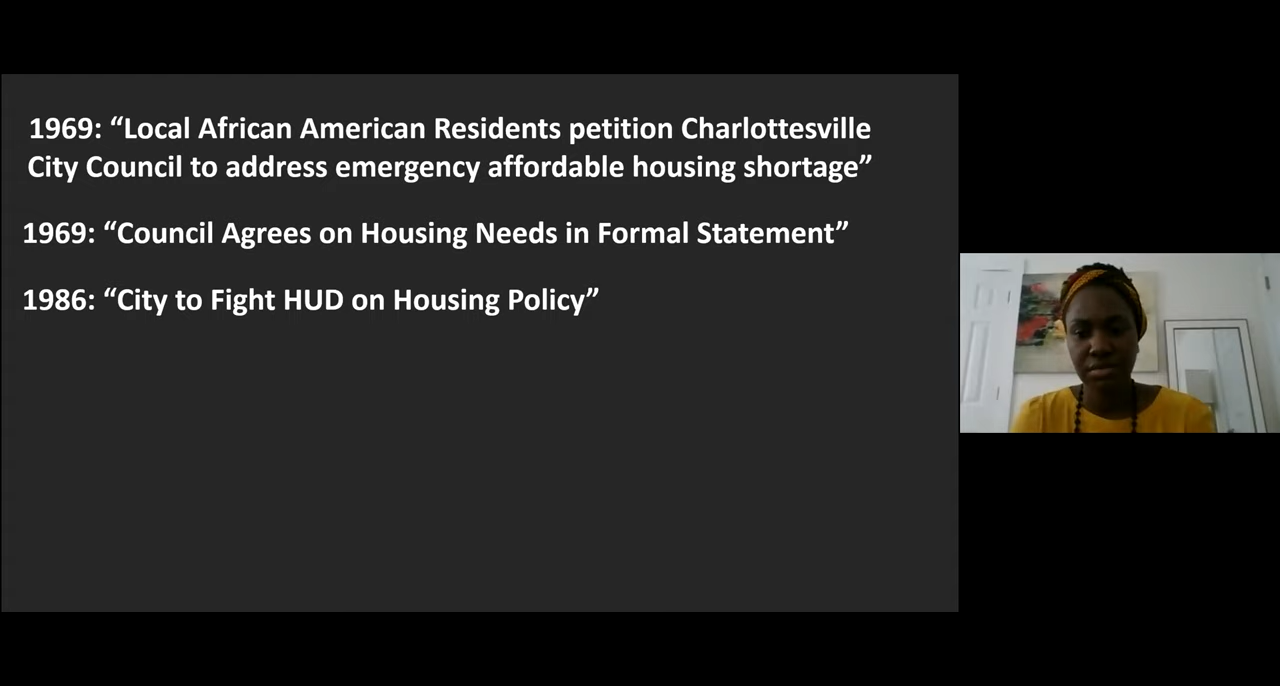 1969: “Local African American Residents petition Charlottesville
City Council to address emergency affordable housing shortage”
1969: “Council Agrees on Housing Needs in Formal Statement”
1986: “City to Fight HUD on Housing Policy”